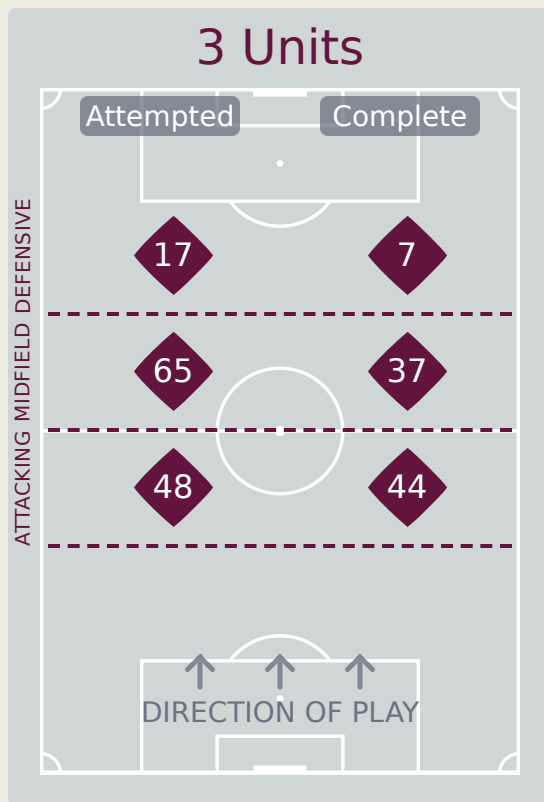 3 Units
Attempted Complete
17 7
65 37
48 44
ATTACKING MIDFIELD DEFENSIVE
DIRECTION OF PLAY